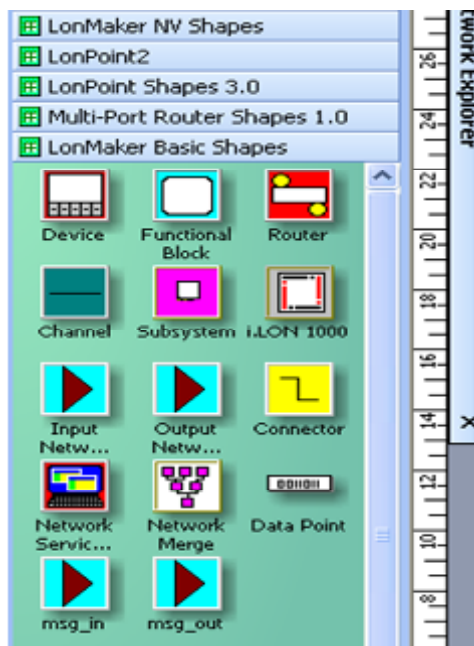 LonMaker NV Shapes
LonPoint2
LonPoint Shapes 3.0
Multi-Port Router Shapes 1.0
LonMaker Basic Shapes
Device
Functional
Block
Router
Channel
Subsystem
i.LON 1000
Input
Netw...
Output
Netw...
Connector
Network
Servic...
Network
Merge
Data Point
msg_in
msg_out
26
24
22
20
18
16
14
12
10
8
twork Explorer
X